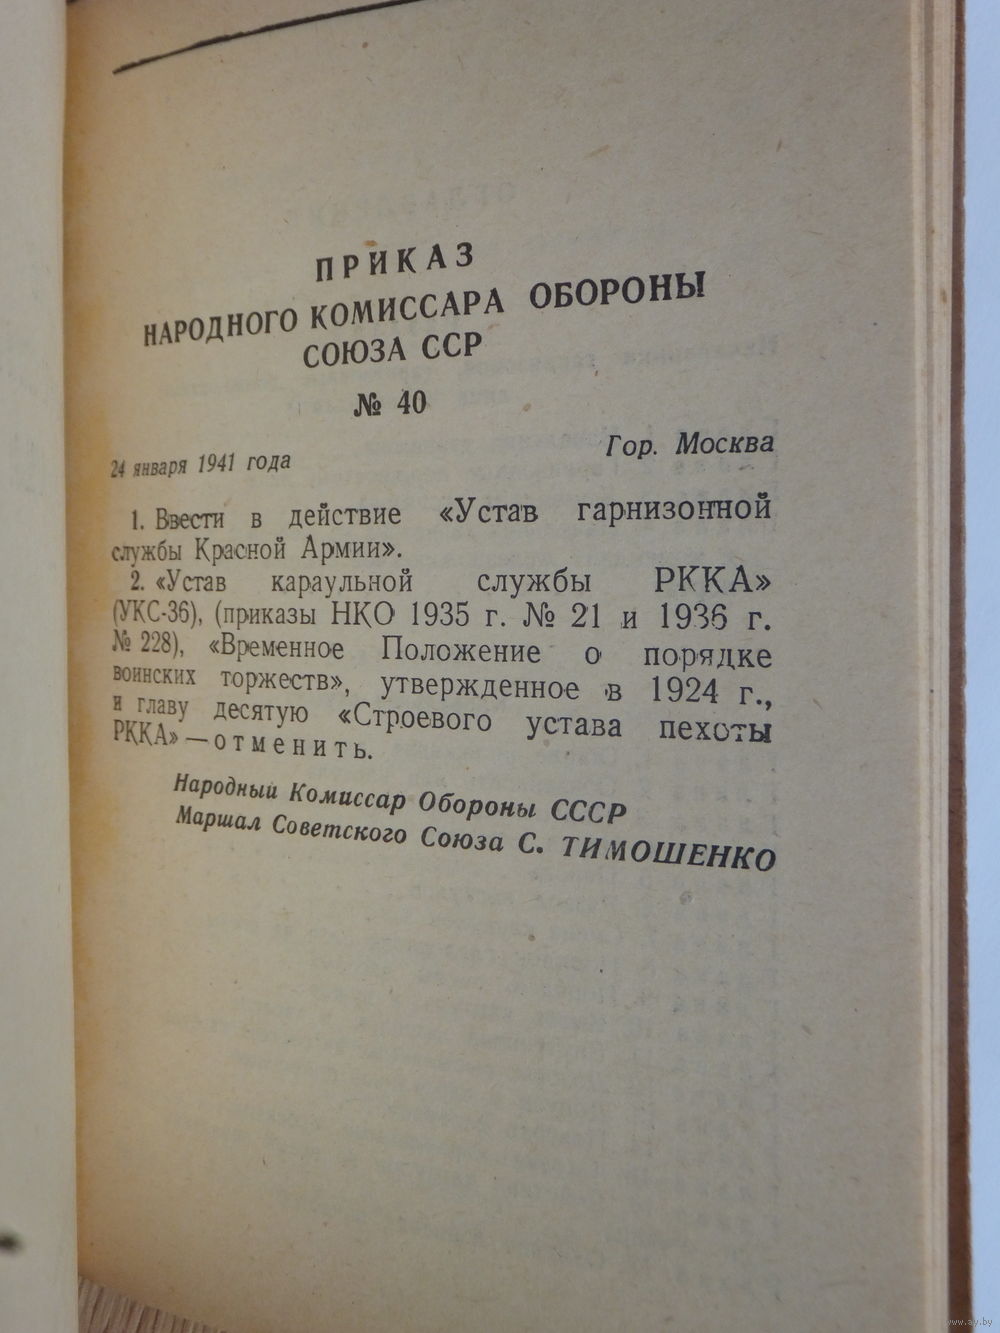 ПРИКАЗ
НАРОДНОГО КОМИССАРА ОБОРОНЫ
СОЮЗА ССР
№ 40
24 января 1941 года Гор. Москва
1. Ввести в действие «Устав гарнизонной
службы Красной Армии».
2. «Устав караульной службы РККА»
(УКС-36), (приказы НКО 1935 г. № 21 и 1936 г.
№ 228), «Временное Положение о порядке
воинских торжеств», утвержденное в 1924 г.,
и главу десятую «Строевого устава пехоты
РККА» — отменить.
Народный Комиссар Обороны СССР
Маршал Советского Союза С. ТИМОШЕНКО
www.ay.by